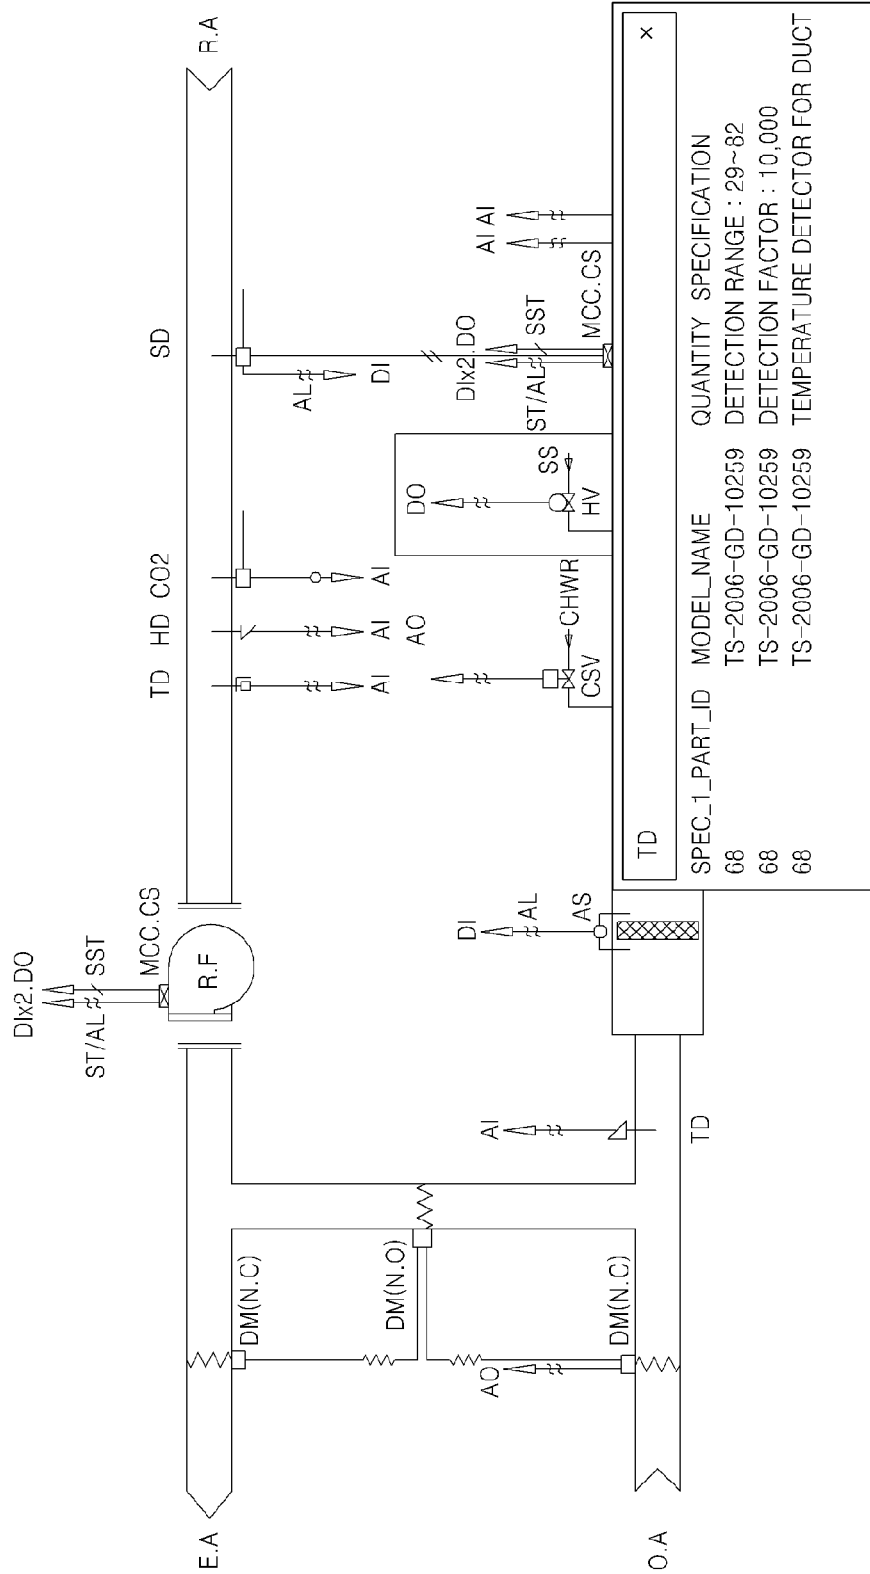 DIx2.DO
ST/AL
SST
MCC.CS
R.F
E.A
R.A
TD
HD
CO2
SD
AL
DI
AI
AI
AI
DM(N.C)
DM(N.O)
DM(N.C)
AO
O.A
AI
TD
DI
AL
AS
AO
CSV
CHWR
DO
HV
SS
DIx2.DO
ST/AL
SST
MCC.CS
AI AI
TD x
SPEC_1_PART_ID MODEL_NAME QUANTITY SPECIFICATION
68 TS-2006-GD-10259 DETECTION RANGE : 29~82
68 TS-2006-GD-10259 DETECTION FACTOR : 10,000
68 TS-2006-GD-10259 TEMPERATURE DETECTOR FOR DUCT